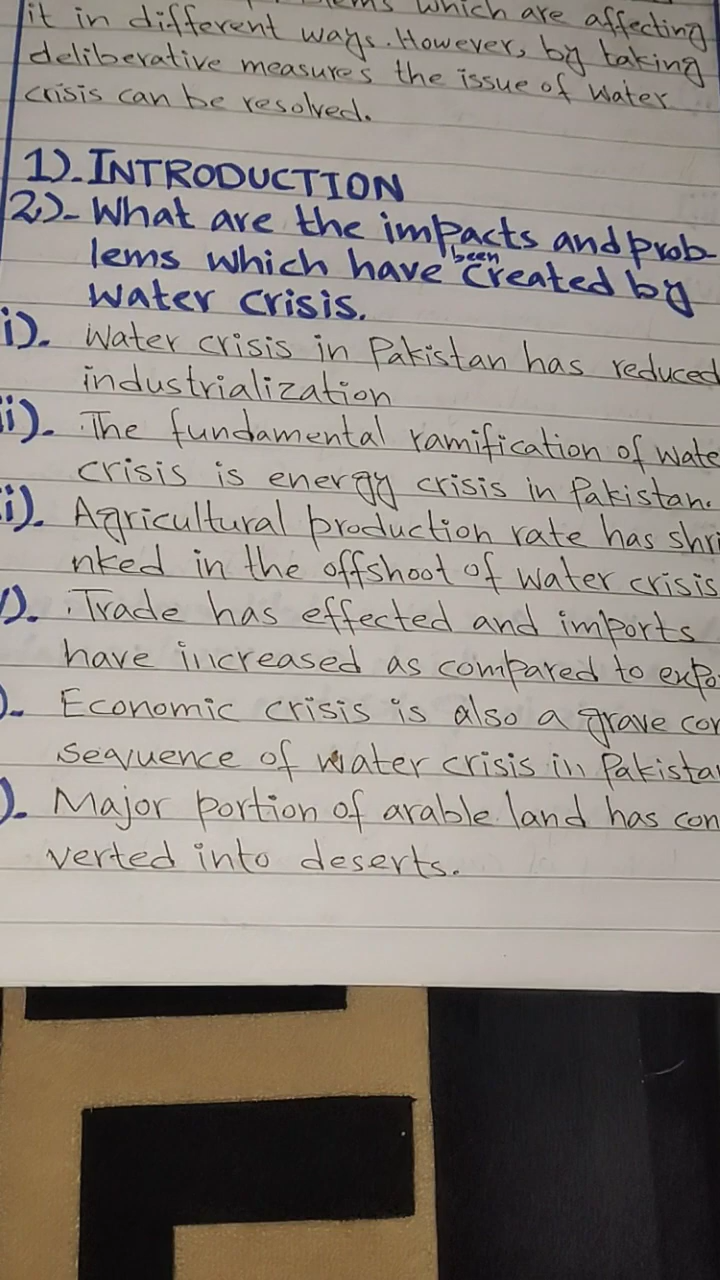 which are affecting
it in different ways. However, by taking
deliberative measures the issue of water
crisis can be resolved.
1). INTRODUCTION
2)- What are the impacts and prob-
lems which have been created by
water crisis.
i). Water crisis in Pakistan has reduced
industrialization
ii). The fundamental ramification of wate
crisis is energy crisis in Pakistan.
i). Agricultural production rate has shri
nked in the offshoot of water crisis
). Trade has effected and imports
have increased as compared to expo
)- Economic crisis is also a grave con
sequence of water crisis in Pakistan
). Major portion of arable land has con
verted into deserts.